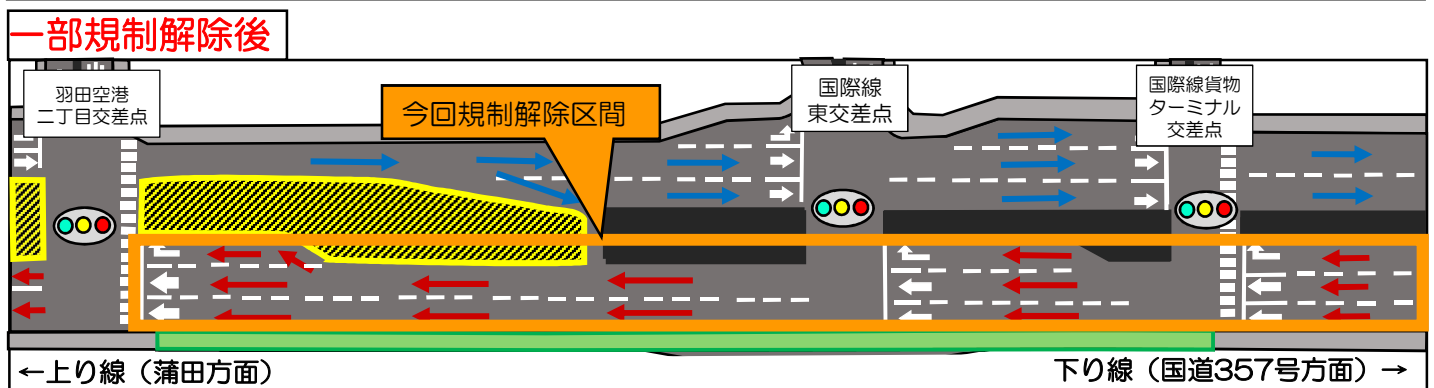 一部規制解除後
羽田空港
二丁目交差点
今回規制解除区間
国際線
東交差点
国際線貨物
ターミナル
交差点
←上り線（蒲田方面）
下り線（国道357号方面）→